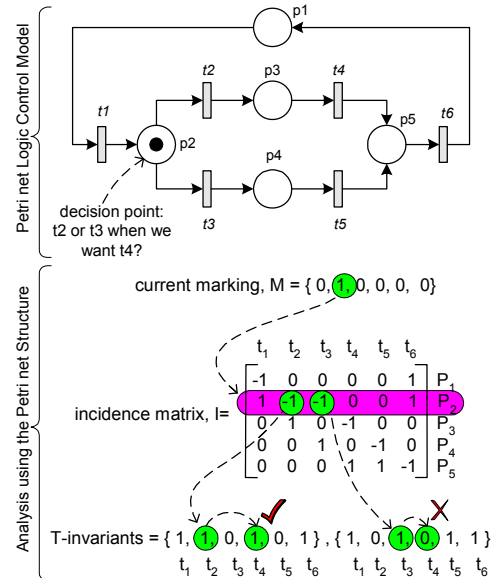 Petri net Logic Control Model
p1
t2
p3
t4
t1
p2
p5
t6
p4
t3
t5
decision point:
t2 or t3 when we
want t4?
Analysis using the Petri net Structure
current marking, M = { 0, 1, 0, 0, 0, 0}
t1 t2 t3 t4 t5 t6
-1 0 0 0 0 1 P1
1 -1 -1 0 0 1 P2
incidence matrix, I=
0 1 0 -1 0 0 P3
0 0 1 0 -1 0 P4
0 0 0 1 1 -1 P5
T-invariants = { 1, 1, 0, 1, 0, 1} , { 1, 0, 1, 0, 1, 1}
t1 t2 t3 t4 t5 t6 t1 t2 t3 t4 t5 t6